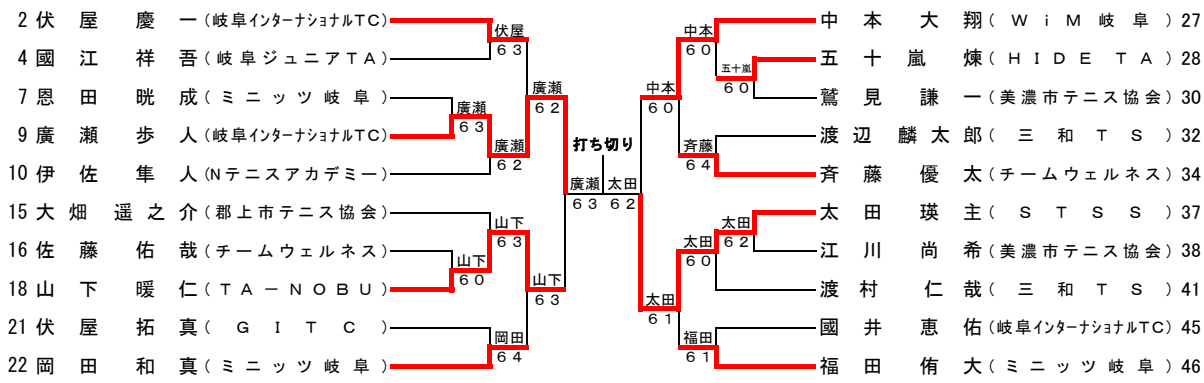 2 伏屋 慶一 (岐阜インターナショナルTC)
4 國江 祥吾 (岐阜ジュニアTA)
7 恩田 晄成 (ミニッツ岐阜)
9 廣瀬 歩人 (岐阜インターナショナルTC)
10 伊佐 隼人 (Nテニスアカデミー)
15 大畑 遥之介 (郡上市テニス協会)
16 佐藤 佑哉 (チームウェルネス)
18 山下 暖仁 (TA-NOBU)
21 伏屋 拓真 (GITC)
22 岡田 和真 (ミニッツ岐阜)
伏屋
63
廣瀬
63
廣瀬
62
山下
60
山下
63
岡田
64
廣瀬
62
山下
63
打ち切り
廣瀬 太田
63 62
中本
60
太田
61
中本
60
五十嵐
60
斉藤
64
太田
62
太田
60
福田
61
中本 大翔 (WiM岐阜) 27
五十嵐 煉 (HIDE TA) 28
鷲見 謙一 (美濃市テニス協会) 30
渡辺 麟太郎 (三和TS) 32
斉藤 優太 (チームウェルネス) 34
太田 瑛主 (STSS) 37
江川 尚希 (美濃市テニス協会) 38
渡村 仁哉 (三和TS) 41
國井 恵佑 (岐阜インターナショナルTC) 45
福田 侑大 (ミニッツ岐阜) 46